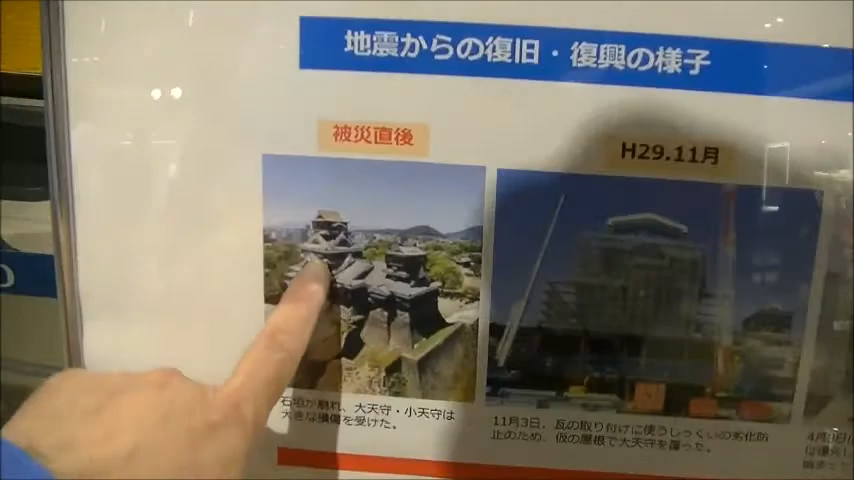 地震からの復旧・復興の様子
被災直後
H29.11月
石垣が崩れ、大天守・小天守は
大きな損傷を受けた。
11月3日、瓦の取り付けに使うしっくいの劣化防
止のため、仮の屋根で大天守を覆った。